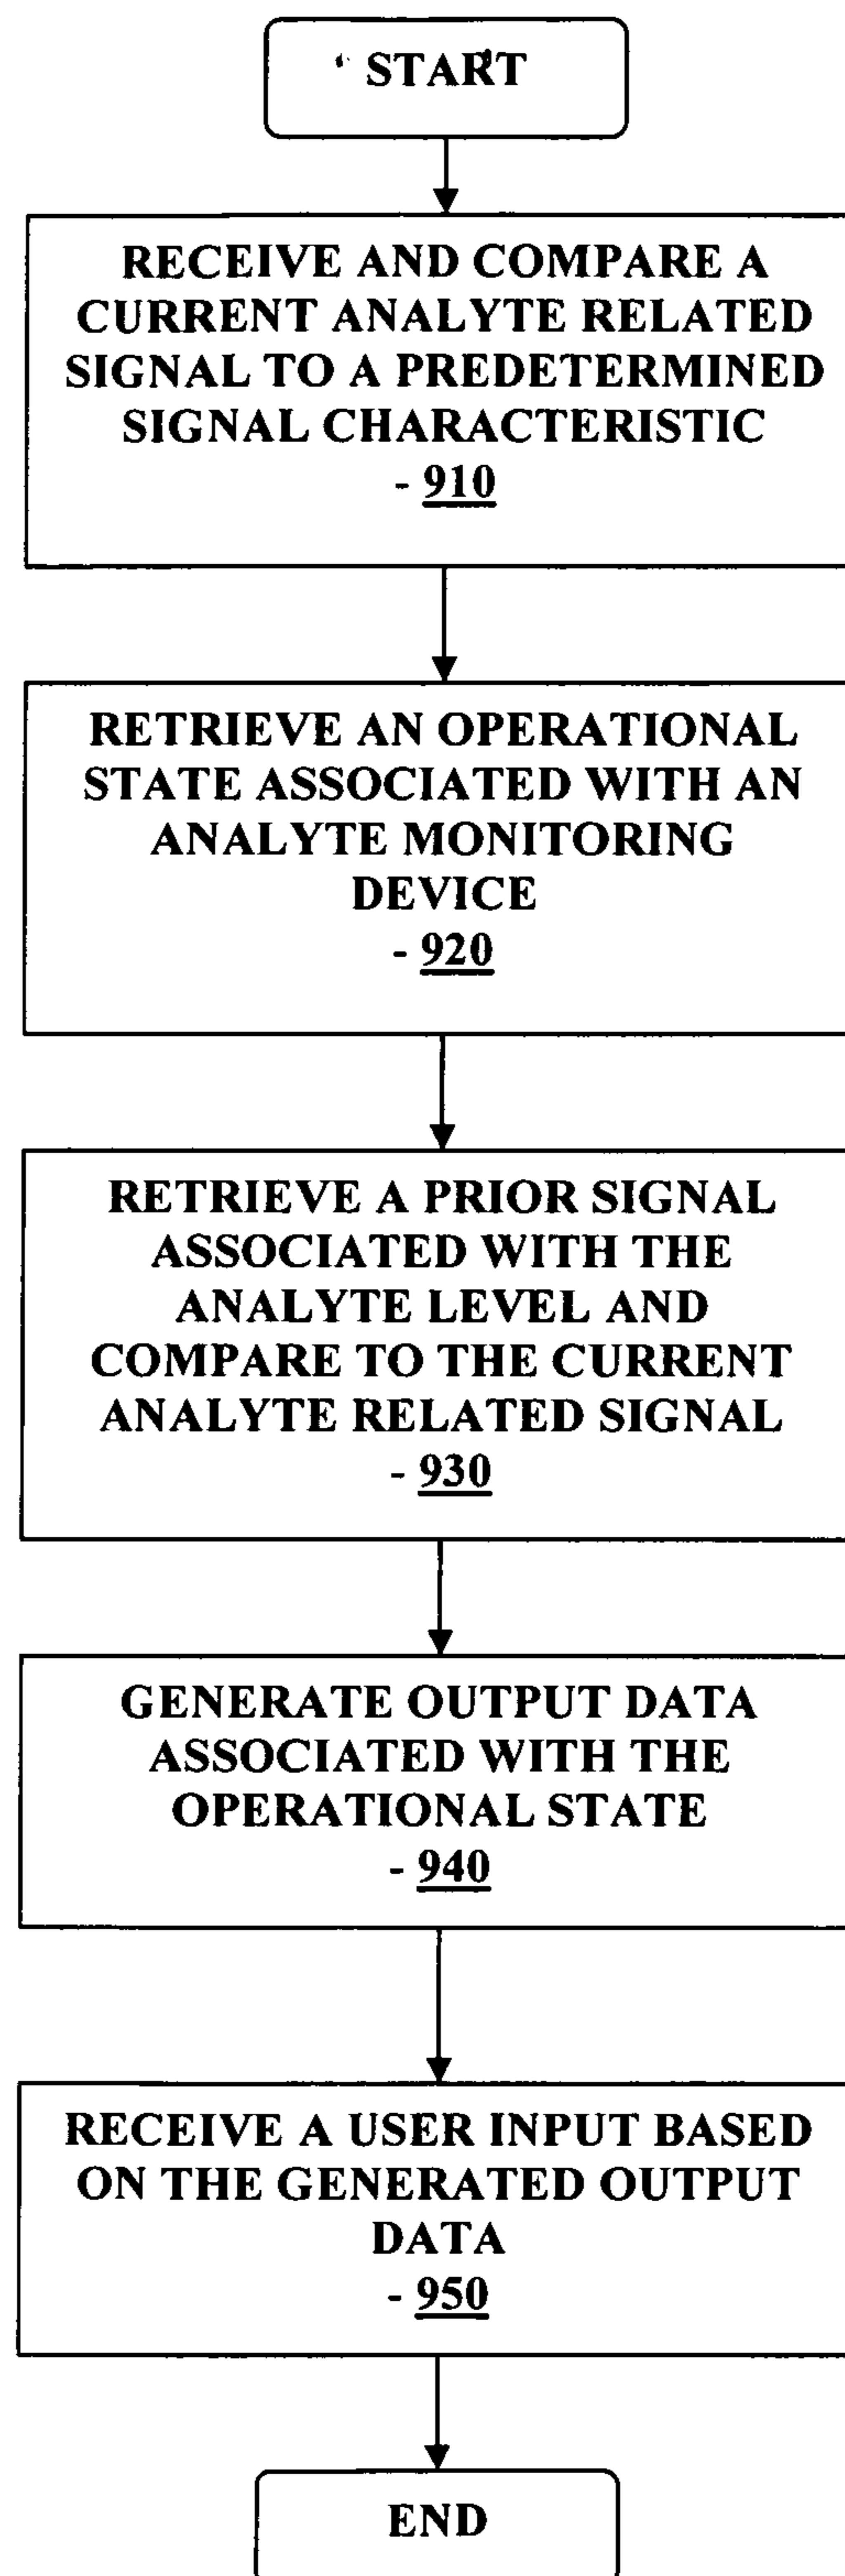 START
RECEIVE AND COMPARE A
CURRENT ANALYTE RELATED
SIGNAL TO A PREDETERMINED
SIGNAL CHARACTERISTIC
- 910
RETRIEVE AN OPERATIONAL
STATE ASSOCIATED WITH AN
ANALYTE MONITORING
DEVICE
- 920
RETRIEVE A PRIOR SIGNAL
ASSOCIATED WITH THE
ANALYTE LEVEL AND
COMPARE TO THE CURRENT
ANALYTE RELATED SIGNAL
- 930
GENERATE OUTPUT DATA
ASSOCIATED WITH THE
OPERATIONAL STATE
- 940
RECEIVE A USER INPUT BASED
ON THE GENERATED OUTPUT
DATA
- 950
END